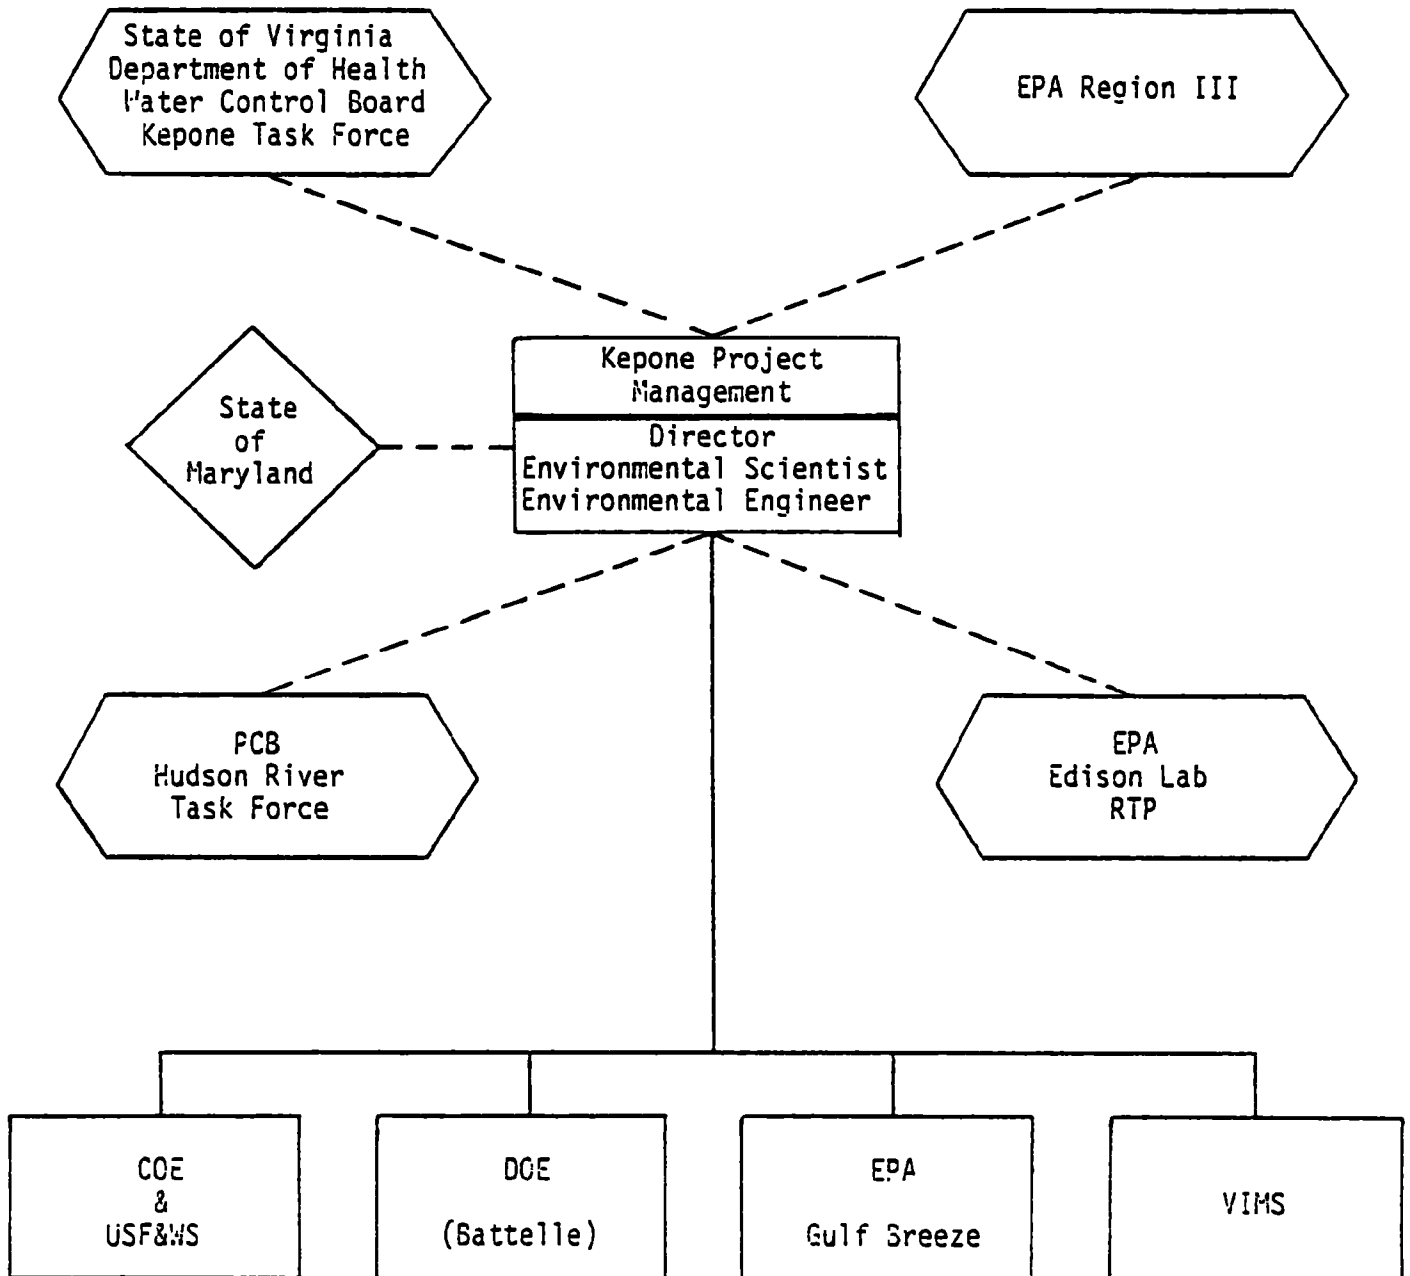 State of Virginia
Department of Health
Water Control Board
Kepone Task Force
EPA Region III
Kepone Project
Management
Director
Environmental Scientist
Environmental Engineer
State
of
Maryland
PCB
Hudson River
Task Force
EPA
Edison Lab
RTP
COE
&
USF&WS
DOE
(Battelle)
EPA
Gulf Breeze
VIMS